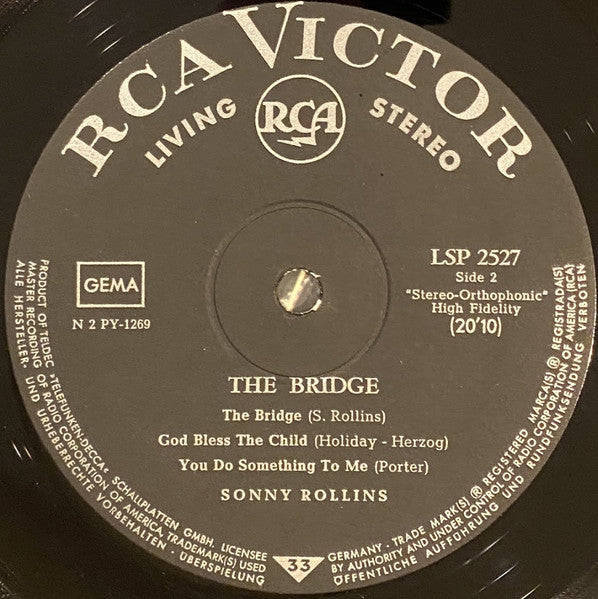 RCA VICTOR
LIVING STEREO
RCA
GEMA
N 2 PY-1269
LSP 2527
Side 2
"Stereo-Orthophonic"
High Fidelity
(20'10)
THE BRIDGE
The Bridge (S. Rollins)
God Bless The Child (Holiday - Herzog)
You Do Something To Me (Porter)
SONNY ROLLINS
PRODUCT OF TELDEC »TELEFUNKEN-DECCA« SCHALLPLATTEN GMBH, LICENSEE
MASTER RECORDING OF RADIO CORPORATION OF AMERICA, TRADEMARK(S) USED
ALLE HERSTELLER- UND URHEBERRECHTE VORBEHALTEN · ÜBERSPIELUNG
33
GERMANY - TRADE MARK(S) ® REGISTERED MARCA(S) ® REGISTRADA(S)
BY AUTHORITY AND UNDER CONTROL OF RADIO CORPORATION OF AMERICA (RCA)
ÖFFENTLICHE AUFFÜHRUNG UND RUNDFUNKSENDUNG VERBOTEN